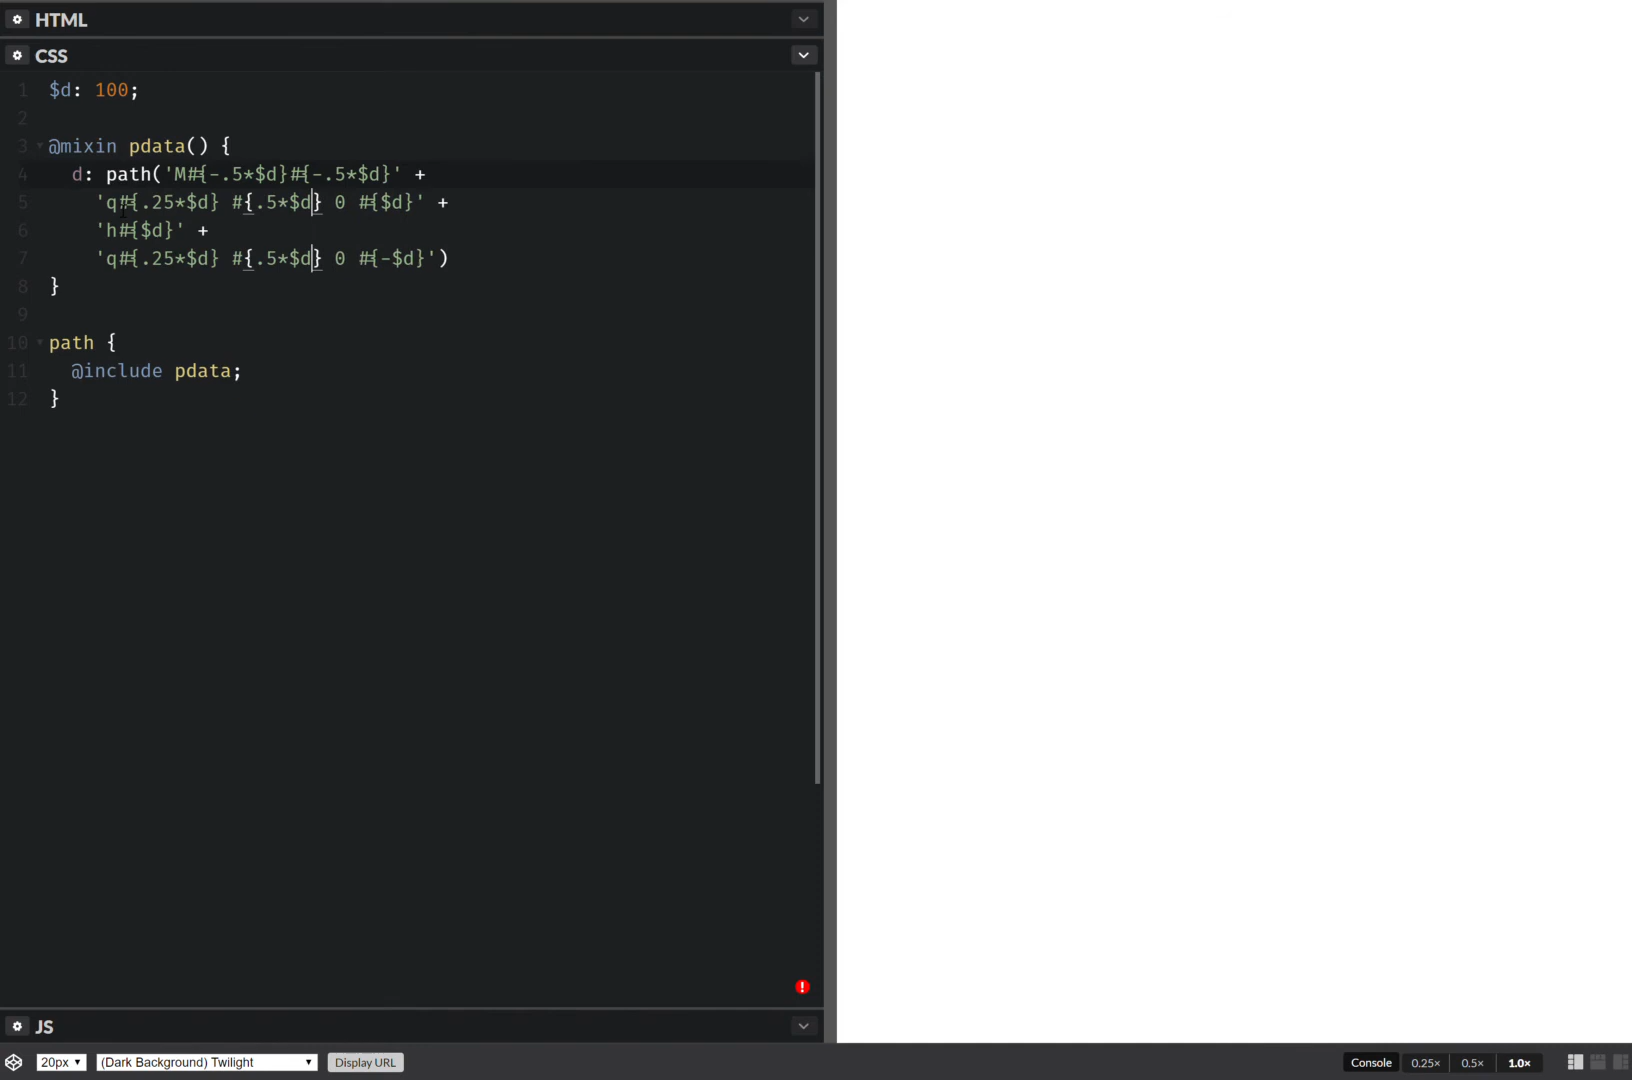 HTML
CSS
1 $d: 100;
2
3 @mixin pdata() {
4 d: path('M#{-.5*$d}#{-.5*$d}' +
5 'q#{.25*$d} #{.5*$d} 0 #{$d}' +
6 'h#{$d}' +
7 'q#{.25*$d} #{.5*$d} 0 #{-$d}')
8 }
9
10 path {
11 @include pdata;
12 }
JS
20px (Dark Background) Twilight Display URL Console 0.25× 0.5× 1.0×